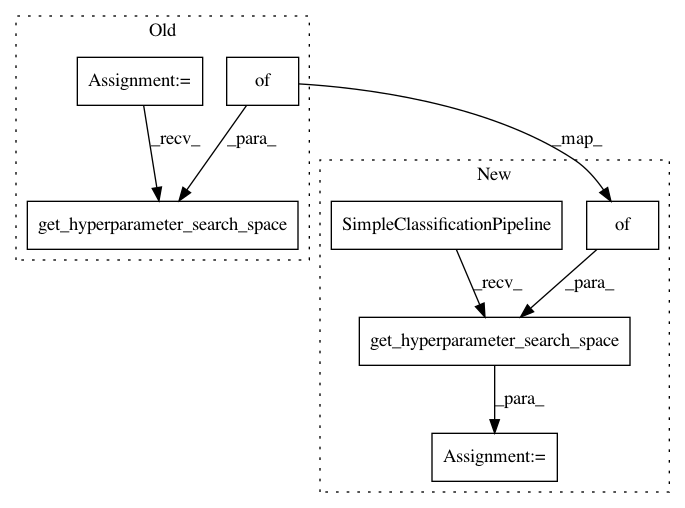 Old
Assignment:=
of
_recv_
_para_
_map_
get_hyperparameter_search_space
New
SimpleClassificationPipeline
of
_recv_
_para_
get_hyperparameter_search_space
_para_
Assignment:=